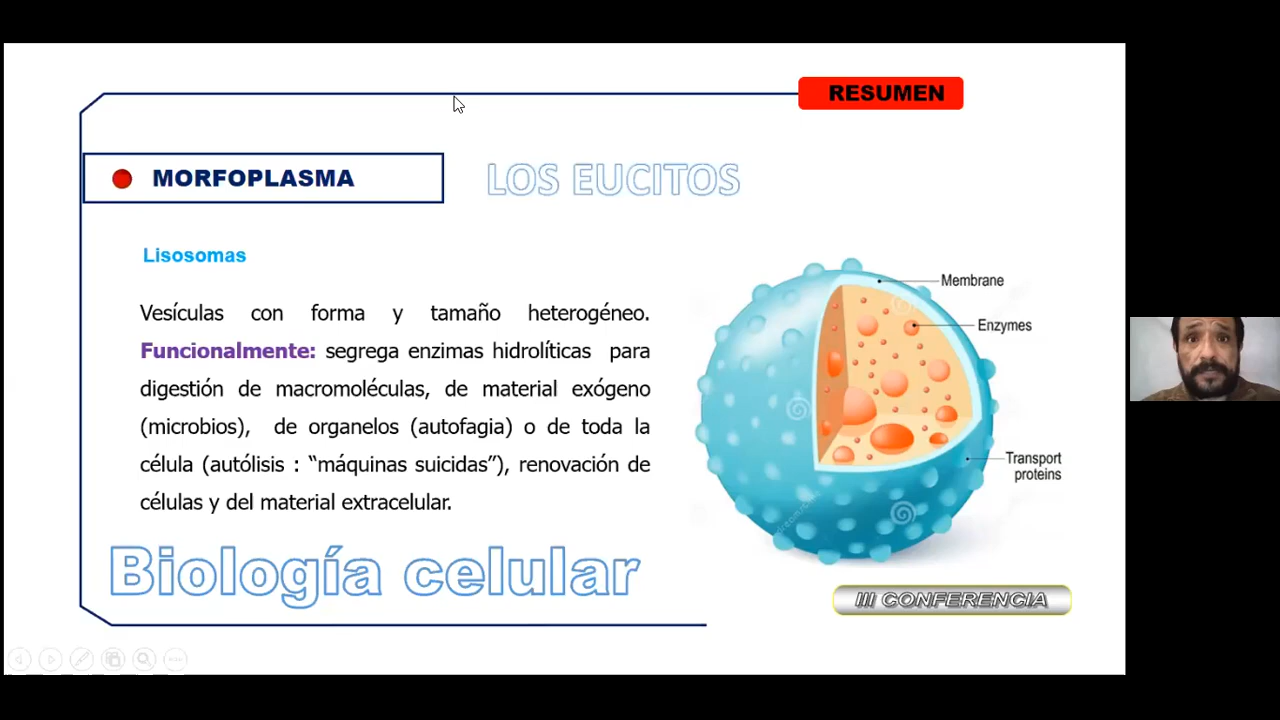 RESUMEN
MORFOPLASMA
LOS EUCITOS
Lisosomas
Vesículas con forma y tamaño heterogéneo.
Funcionalmente: segrega enzimas hidrolíticas para
digestión de macromoléculas, de material exógeno
(microbios), de organelos (autofagia) o de toda la
célula (autólisis : “máquinas suicidas”), renovación de
células y del material extracelular.
Membrane
Enzymes
Transport
proteins
Biología celular
III CONFERENCIA